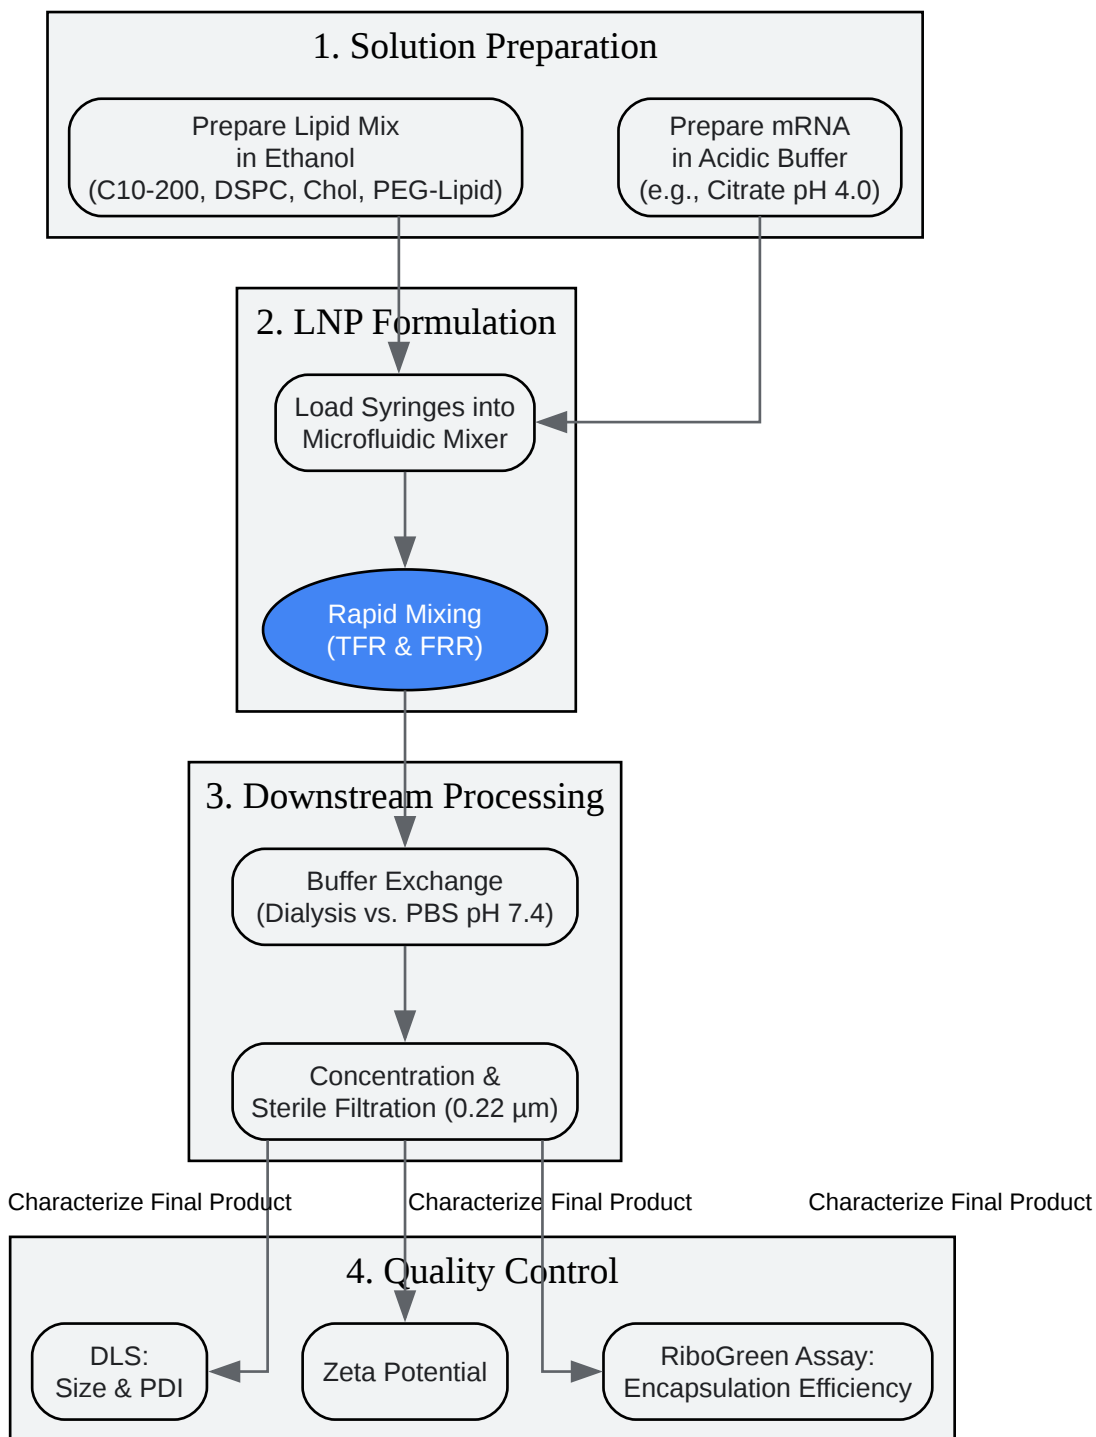 1. Solution Preparation
Prepare Lipid Mix
in Ethanol
(C10-200, DSPC, Chol, PEG-Lipid)
Prepare mRNA
in Acidic Buffer
(e.g., Citrate pH 4.0)
2. LNP Formulation
Load Syringes into
Microfluidic Mixer
Rapid Mixing
(TFR & FRR)
3. Downstream Processing
Buffer Exchange
(Dialysis vs. PBS pH 7.4)
Concentration &
Sterile Filtration (0.22 µm)
Characterize Final Product
Characterize Final Product
Characterize Final Product
4. Quality Control
DLS:
Size & PDI
Zeta Potential
RiboGreen Assay:
Encapsulation Efficiency